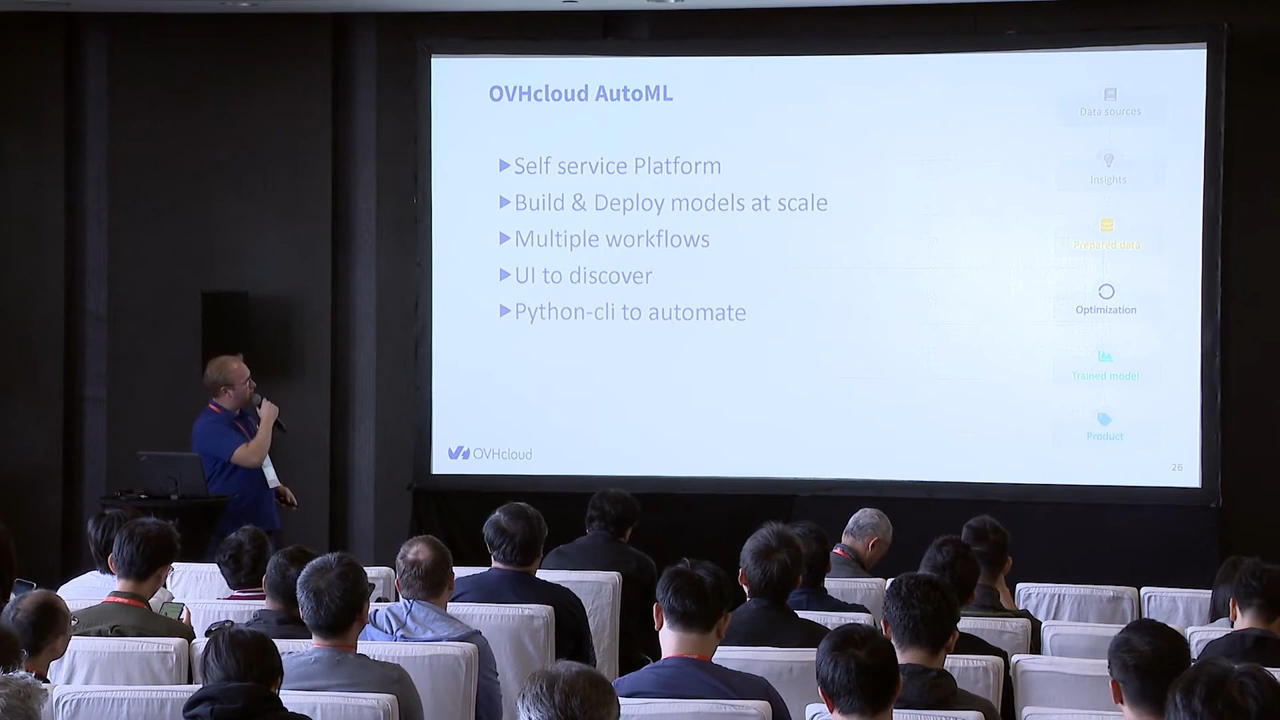 OVHcloud AutoML
Self service Platform
Build & Deploy models at scale
Multiple workflows
UI to discover
Python-cli to automate
Data sources
Insights
Prepared data
Optimization
Trained model
Product
OVHcloud
26